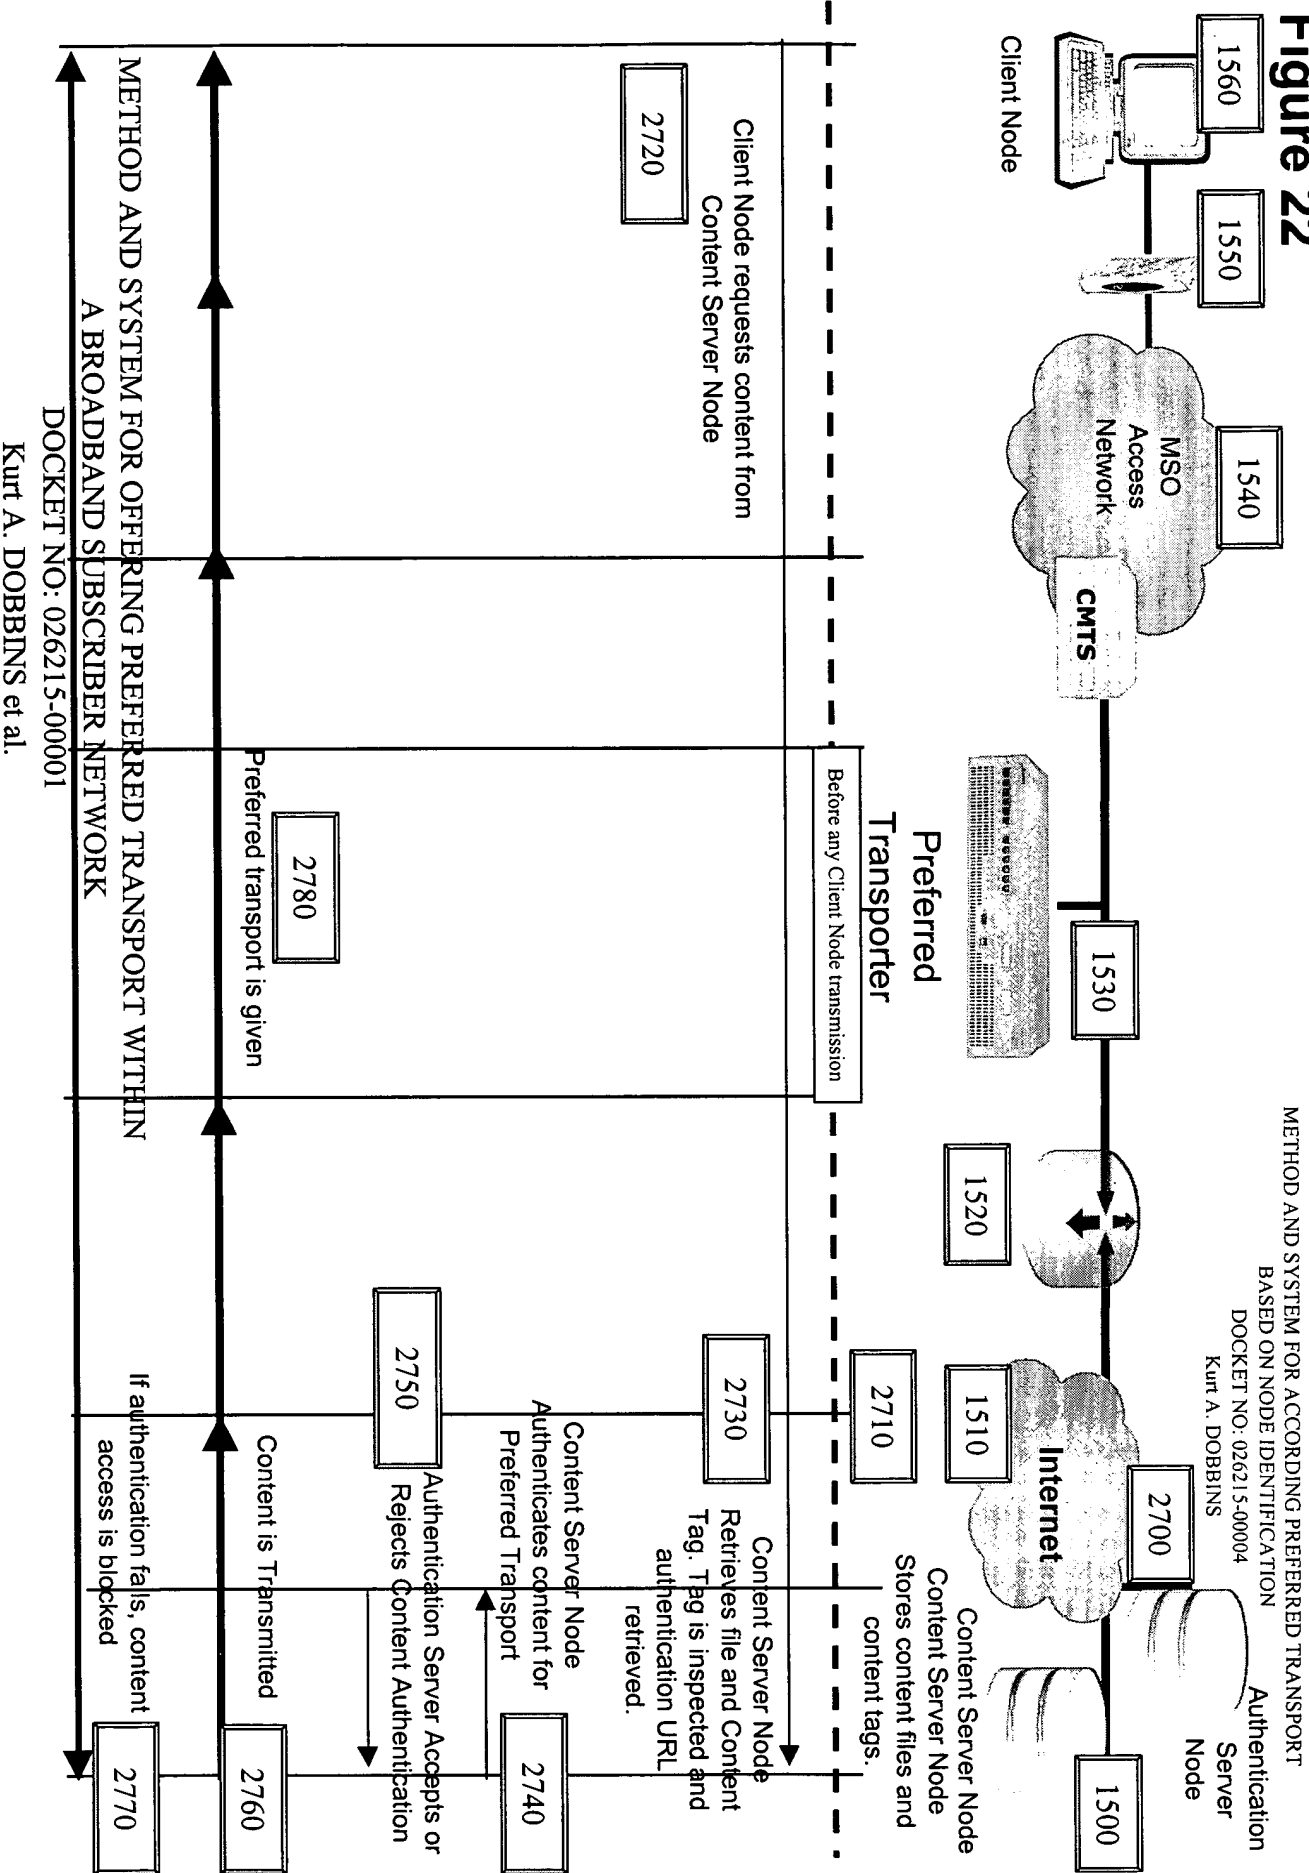 Figure 22
METHOD AND SYSTEM FOR ACCORDING PREFERRED TRANSPORT
BASED ON NODE IDENTIFICATION
DOCKET NO: 026215-00004
Kurt A. DOBBINS
1560
1550
1540
1530
1520
1510
2700
1500
Client Node
MSO
Access
Network
CMTS
Preferred
Transporter
Internet
Authentication
Server
Node
Content Server Node
2710
Content Server Node
Stores content files and
content tags.
Before any Client Node transmission
Client Node requests content from
Content Server Node
2720
2730
Content Server Node
Retrieves file and Content
Tag. Tag is inspected and
authentication URL
retrieved.
Content Server Node
Authenticates content for
Preferred Transport
2740
2750
Authentication Server Accepts or
Rejects Content Authentication
2780
Preferred transport is given
Content is Transmitted
2760
If authentication fails, content
access is blocked
2770
METHOD AND SYSTEM FOR OFFERING PREFERRED TRANSPORT WITHIN
A BROADBAND SUBSCRIBER NETWORK
DOCKET NO: 026215-00001
Kurt A. DOBBINS et al.